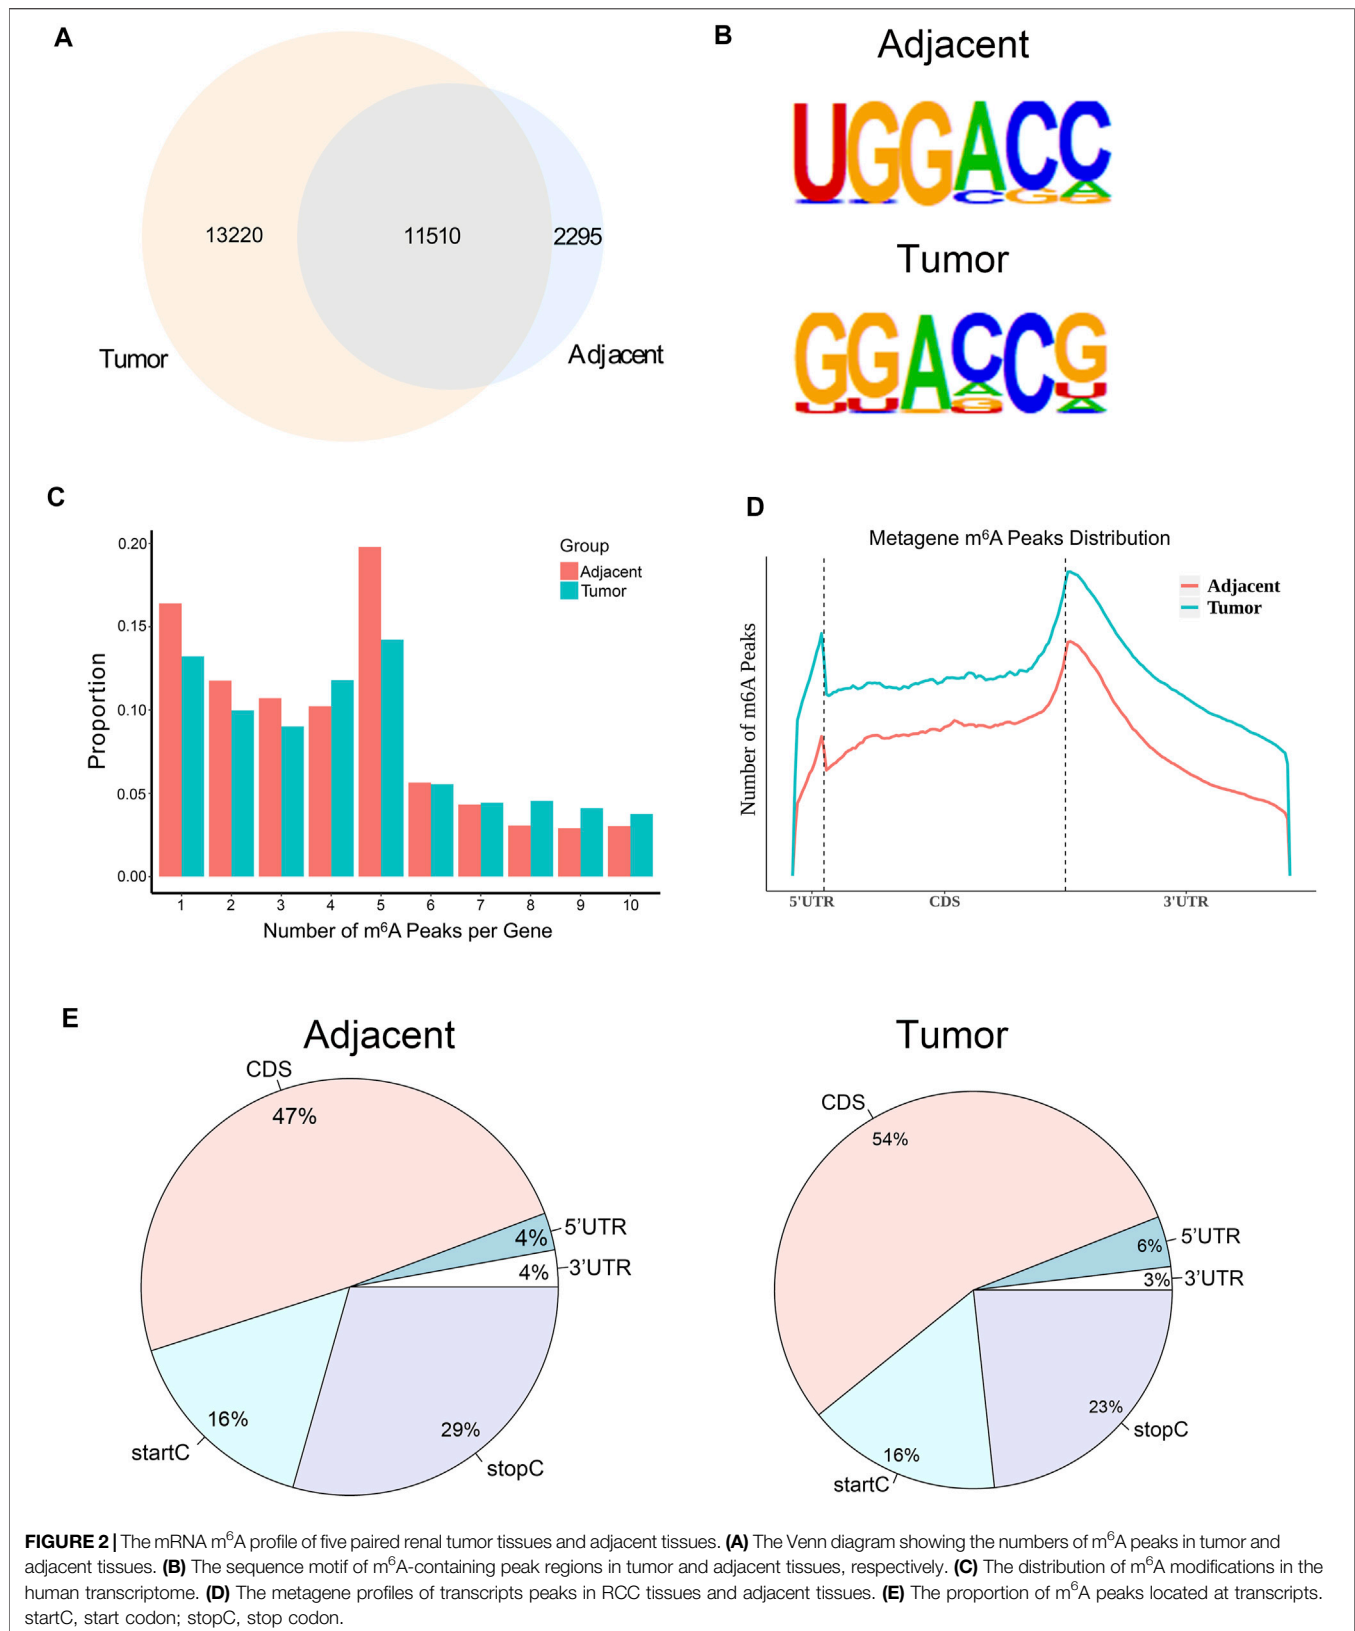 A
13220
11510
2295
Tumor
Adjacent
B
Adjacent
UGGACC
CGA
Tumor
GGACCG
C
0.20
0.15
0.10
0.05
0.00
Proportion
Group
Adjacent
Tumor
1 2 3 4 5 6 7 8 9 10
Number of m⁶A Peaks per Gene
D
Metagene m⁶A Peaks Distribution
Adjacent
Tumor
Number of m6A Peaks
5'UTR CDS 3'UTR
E
Adjacent
CDS
47%
5'UTR
4%
3'UTR
4%
16%
startC
29%
stopC
Tumor
CDS
54%
5'UTR
6%
3'UTR
3%
23%
stopC
16%
startC
FIGURE 2 | The mRNA m⁶A profile of five paired renal tumor tissues and adjacent tissues. (A) The Venn diagram showing the numbers of m⁶A peaks in tumor and
adjacent tissues. (B) The sequence motif of m⁶A-containing peak regions in tumor and adjacent tissues, respectively. (C) The distribution of m⁶A modifications in the
human transcriptome. (D) The metagene profiles of transcripts peaks in RCC tissues and adjacent tissues. (E) The proportion of m⁶A peaks located at transcripts.
startC, start codon; stopC, stop codon.